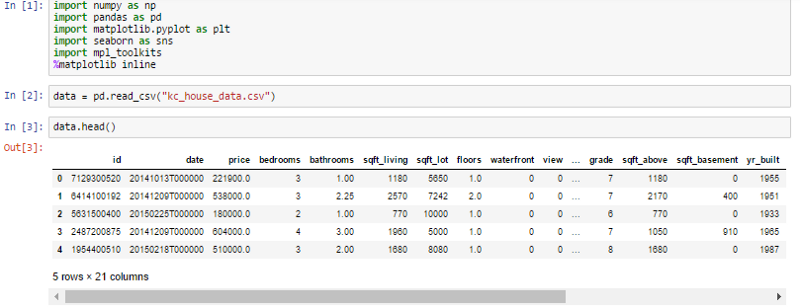 In [1]: import numpy as np
import pandas as pd
import matplotlib.pyplot as plt
import seaborn as sns
import mpl_toolkits
%matplotlib inline
In [2]: data = pd.read_csv("kc_house_data.csv")
In [3]: data.head()
Out[3]:
id date price bedrooms bathrooms sqft_living sqft_lot floors waterfront view ... grade sqft_above sqft_basement yr_built
0 7129300520 20141013T000000 221900.0 3 1.00 1180 5650 1.0 0 0 ... 7 1180 0 1955
1 6414100192 20141209T000000 538000.0 3 2.25 2570 7242 2.0 0 0 ... 7 2170 400 1951
2 5631500400 20150225T000000 180000.0 2 1.00 770 10000 1.0 0 0 ... 6 770 0 1933
3 2487200875 20141209T000000 604000.0 4 3.00 1960 5000 1.0 0 0 ... 7 1050 910 1965
4 1954400510 20150218T000000 510000.0 3 2.00 1680 8080 1.0 0 0 ... 8 1680 0 1987
5 rows × 21 columns